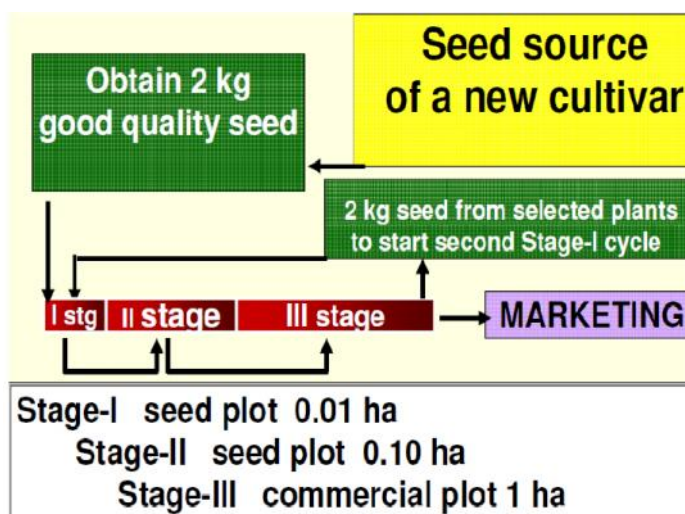 Seed source
of a new cultivar
Obtain 2 kg
good quality seed
2 kg seed from selected plants
to start second Stage-I cycle
I stg
II stage
III stage
MARKETING
Stage-I seed plot 0.01 ha
Stage-II seed plot 0.10 ha
Stage-III commercial plot 1 ha